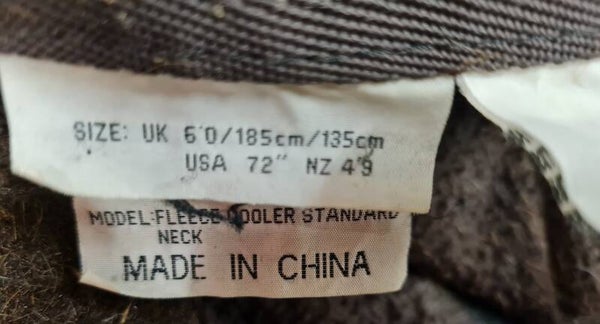 SIZE: UK 6'0/185cm/135cm
USA 72" NZ 4'9
MODEL:FLEECE COOLER STANDARD
NECK
MADE IN CHINA